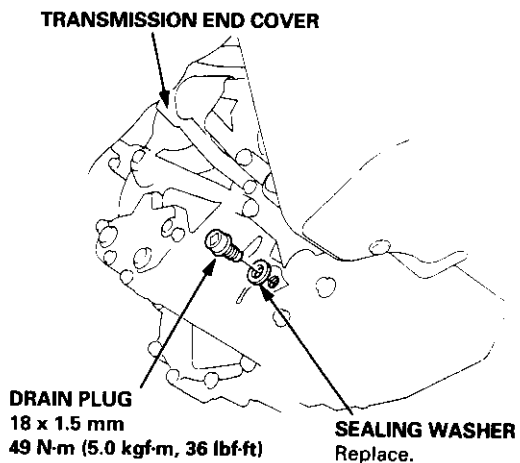 TRANSMISSION END COVER
DRAIN PLUG
18 x 1.5 mm
49 N·m (5.0 kgf·m, 36 lbf·ft)
SEALING WASHER
Replace.